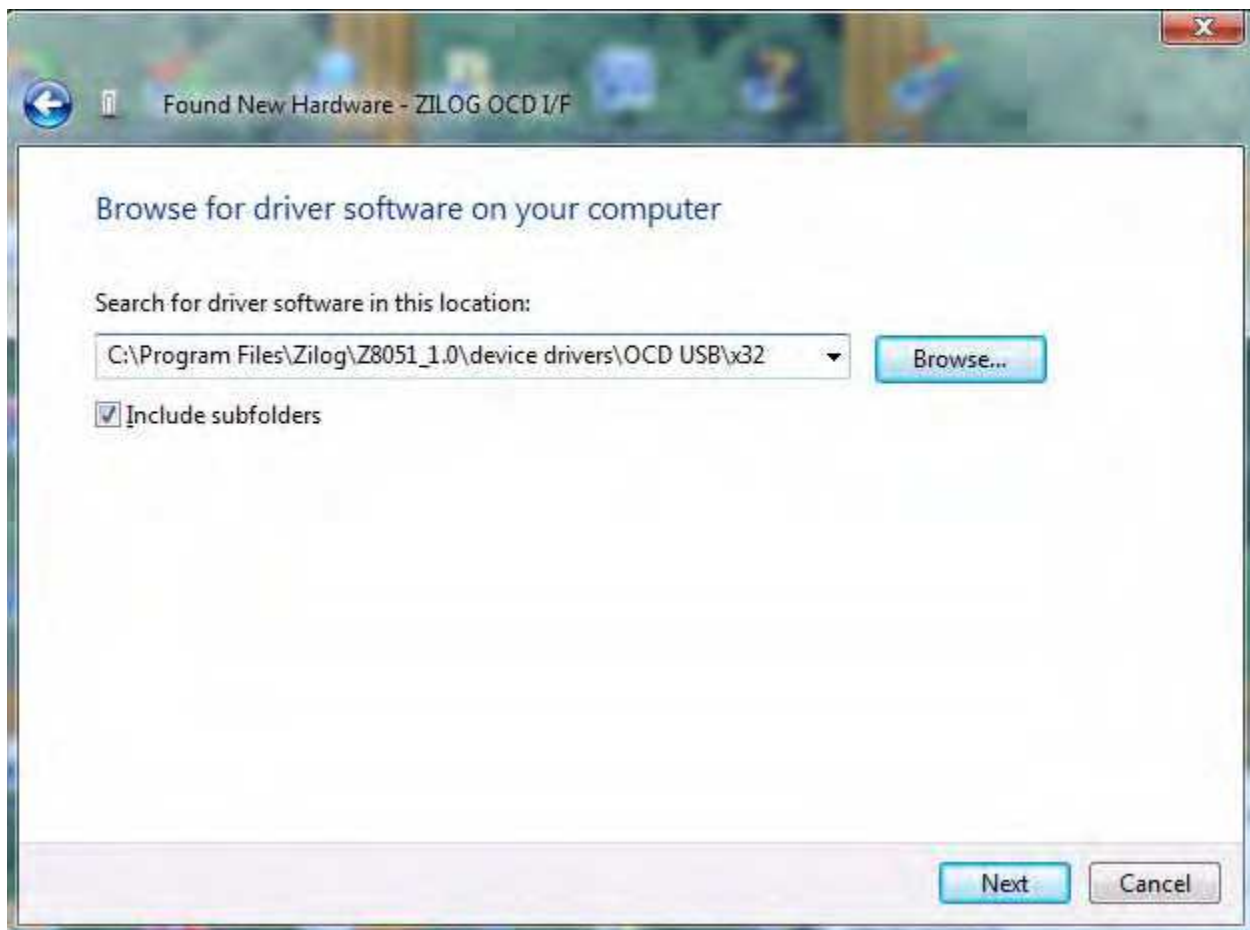 Found New Hardware - ZILOG OCD I/F
Browse for driver software on your computer
Search for driver software in this location:
C:\Program Files\Zilog\Z8051_1.0\device drivers\OCD USB\x32
Browse...
Include subfolders
Next
Cancel